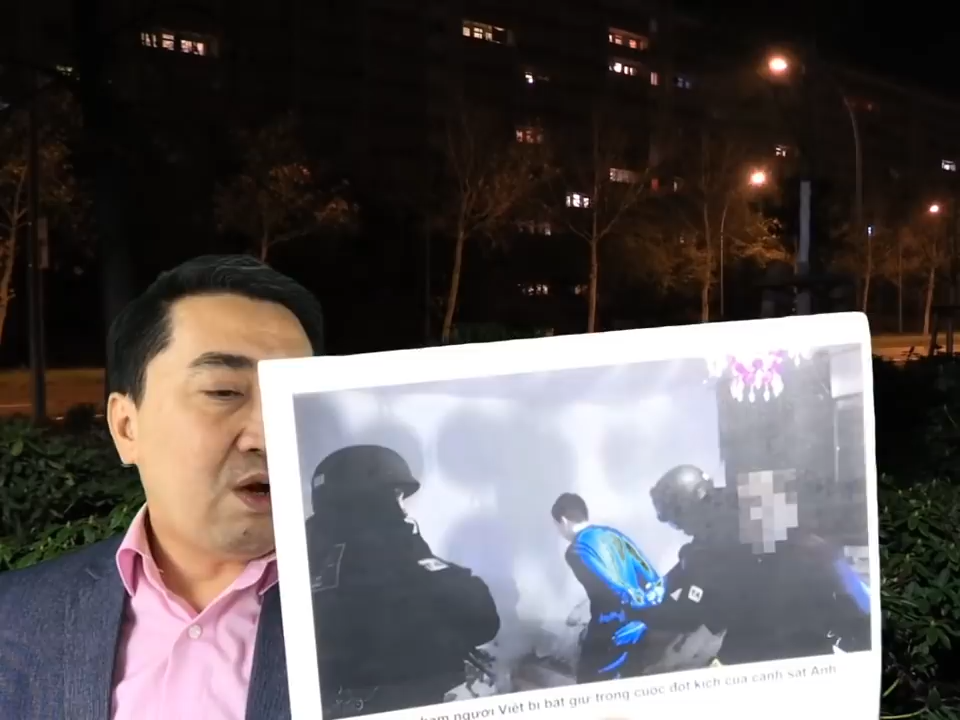 người Việt bị bắt giữ trong cuộc đột kích của cảnh sát Anh